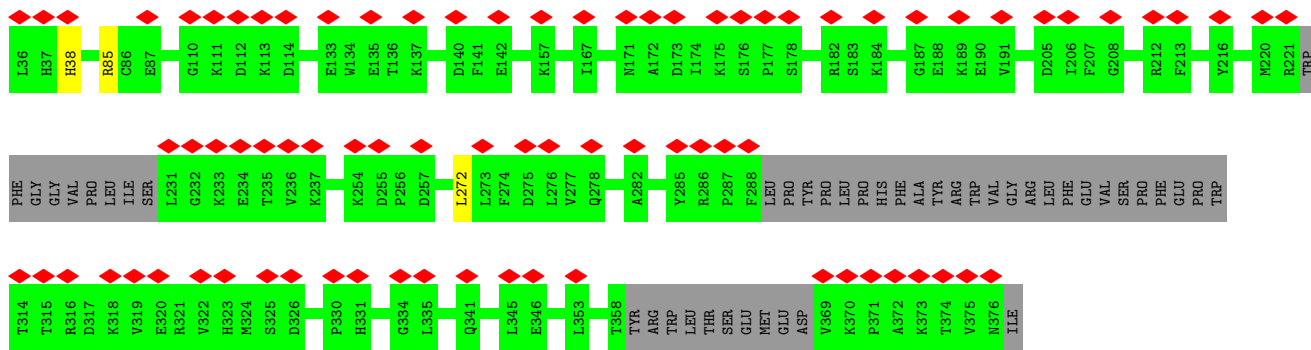 L36 H37 H38 R85 C86 E87 G110 K111 D112 K113 D114 E133 W134 E135 T136 K137 D140 F141 E142 K157 I167 N171 A172 D173 I174 K175 S176 P177 S178 R182 S183 K184 G187 E188 K189 E190 V191 D205 I206 F207 G208 R212 F213 Y216 M220 R221 TRP
PHE GLY GLY VAL PRO LEU ILE SER L231 G232 K233 E234 T235 V236 K237 K254 D255 P256 D257 L272 L273 F274 D275 L276 V277 Q278 A282 Y285 R286 P287 F288 LEU PRO TYR PRO LEU PRO HIS PHE ALA TYR ARG TRP VAL GLY ARG LEU PHE GLU VAL SER PRO PHE GLU PRO TRP
T314 T315 R316 D317 K318 V319 E320 R321 V322 H323 M324 S325 D326 P330 H331 G334 L335 Q341 L345 E346 L353 T358 TYR ARG TRP LEU THR SER GLU MET GLU ASP V369 K370 P371 A372 K373 T374 V375 N376 ILE